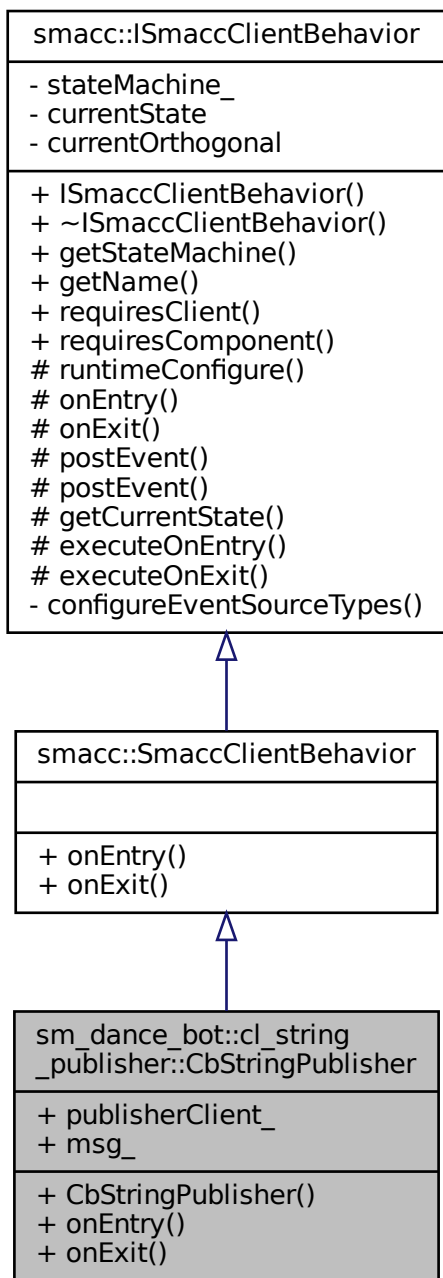 smacc::ISmaccClientBehavior
- stateMachine_
- currentState
- currentOrthogonal
+ ISmaccClientBehavior()
+ ~ISmaccClientBehavior()
+ getStateMachine()
+ getName()
+ requiresClient()
+ requiresComponent()
# runtimeConfigure()
# onEntry()
# onExit()
# postEvent()
# postEvent()
# getCurrentState()
# executeOnEntry()
# executeOnExit()
- configureEventSourceTypes()
smacc::SmaccClientBehavior
+ onEntry()
+ onExit()
sm_dance_bot::cl_string
_publisher::CbStringPublisher
+ publisherClient_
+ msg_
+ CbStringPublisher()
+ onEntry()
+ onExit()